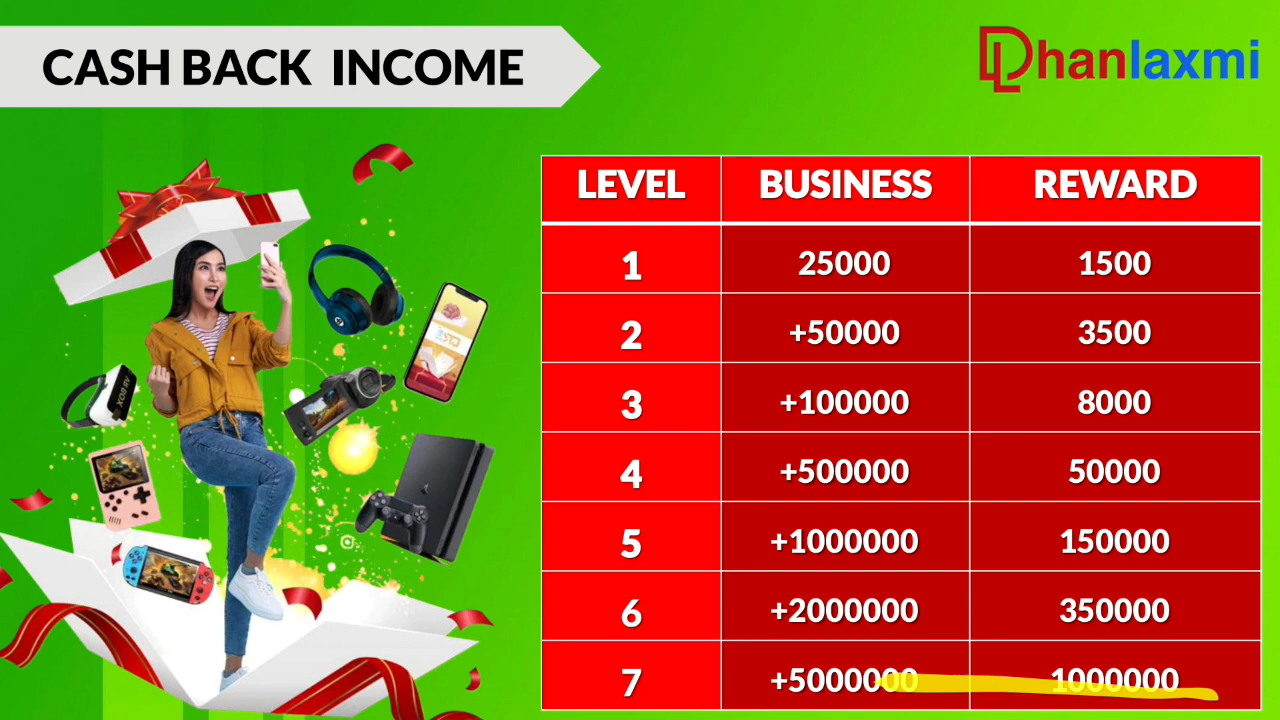 CASH BACK INCOME
Dhanlaxmi
LEVEL BUSINESS REWARD
1 25000 1500
2 +50000 3500
3 +100000 8000
4 +500000 50000
5 +1000000 150000
6 +2000000 350000
7 +5000000 1000000